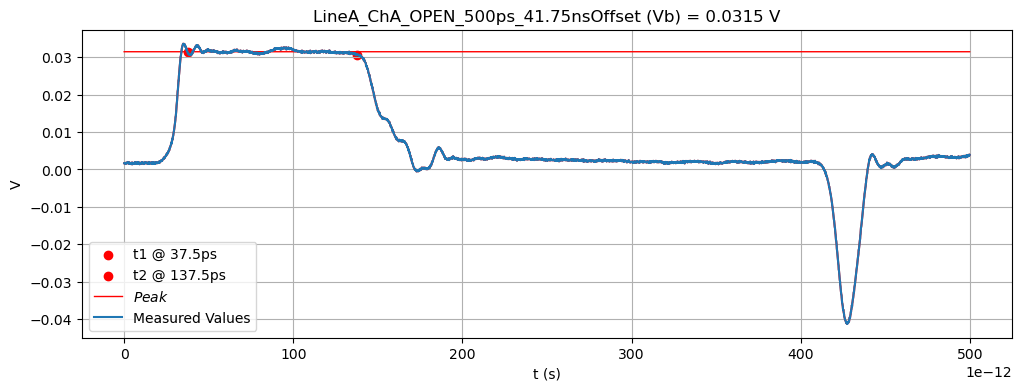 LineA_ChA_OPEN_500ps_41.75nsOffset (Vb) = 0.0315 V
0.03
0.02
0.01
0.00
−0.01
−0.02
−0.03
−0.04
V
t1 @ 37.5ps
t2 @ 137.5ps
Peak
Measured Values
0 100 200 300 400 500
1e−12
t (s)